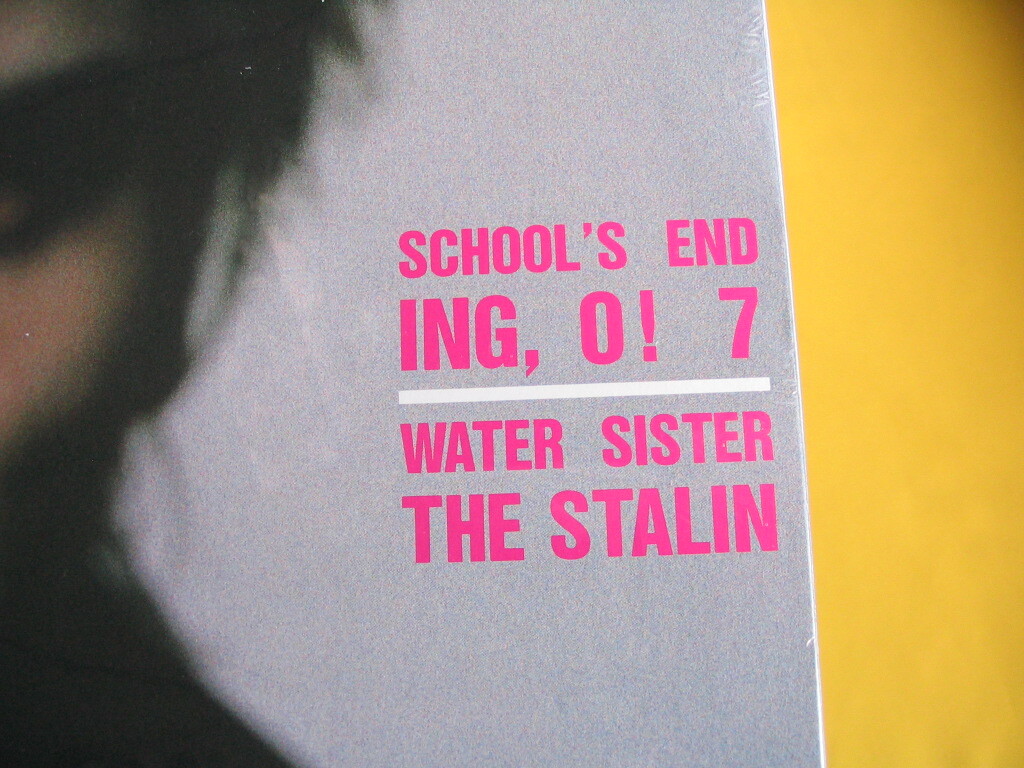 SCHOOL'S END
ING, O! 7
WATER SISTER
THE STALIN